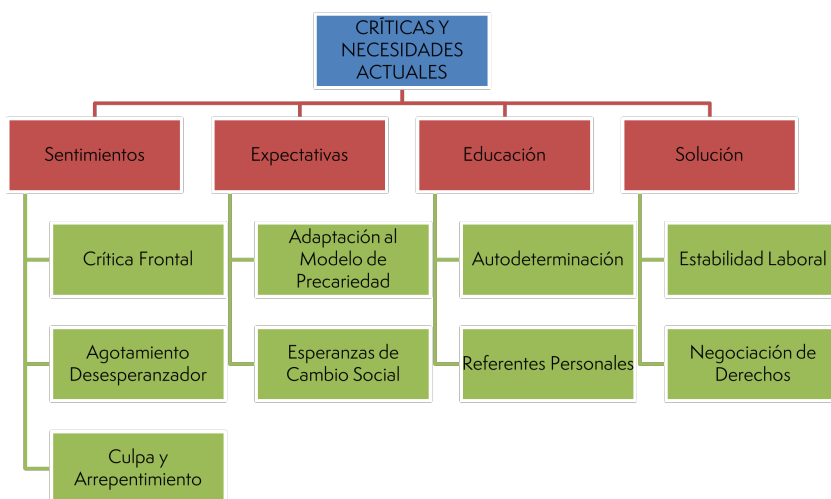 CRÍTICAS Y
NECESIDADES
ACTUALES
Sentimientos
Expectativas
Educación
Solución
Crítica Frontal
Agotamiento
Desesperanzador
Culpa y
Arrepentimiento
Adaptación al
Modelo de
Precariedad
Esperanzas de
Cambio Social
Autodeterminación
Referentes Personales
Estabilidad Laboral
Negociación de
Derechos